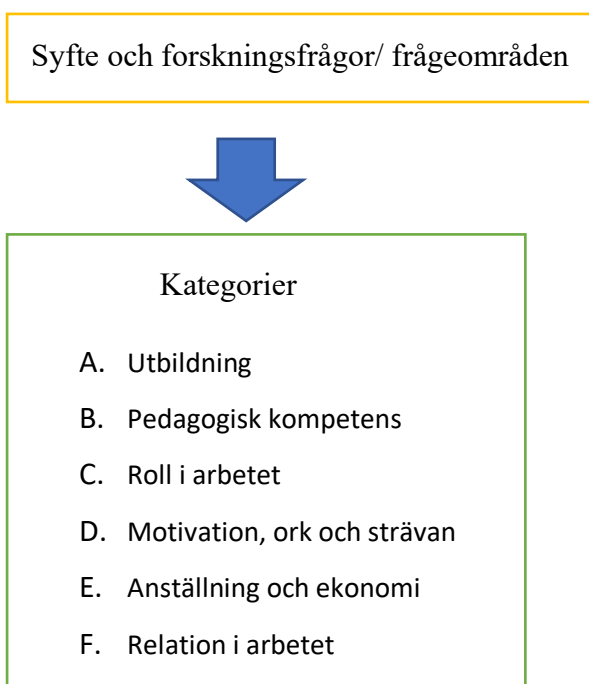 Syfte och forskningsfrågor/ frågeområden
Kategorier
A. Utbildning
B. Pedagogisk kompetens
C. Roll i arbetet
D. Motivation, ork och strävan
E. Anställning och ekonomi
F. Relation i arbetet